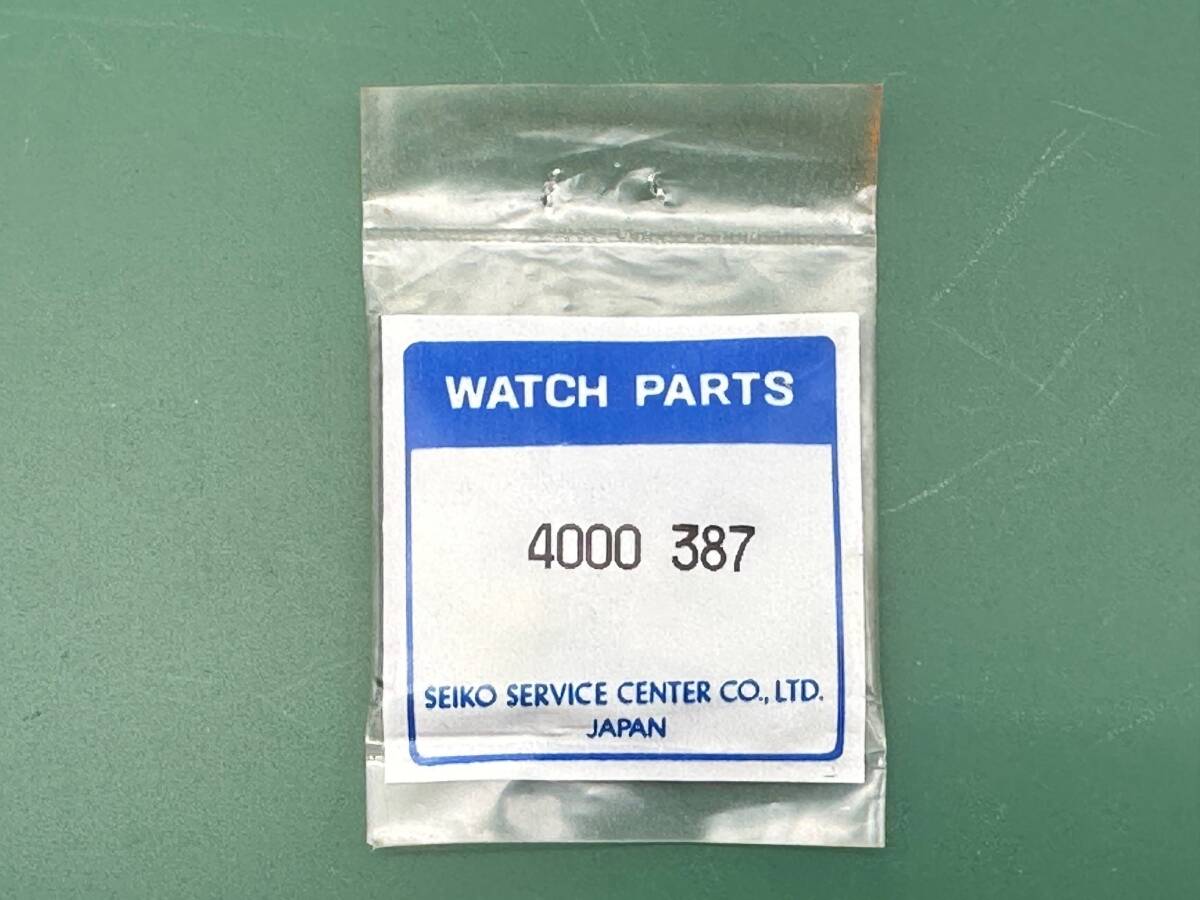 WATCH PARTS
4000 387
SEIKO SERVICE CENTER CO., LTD.
JAPAN